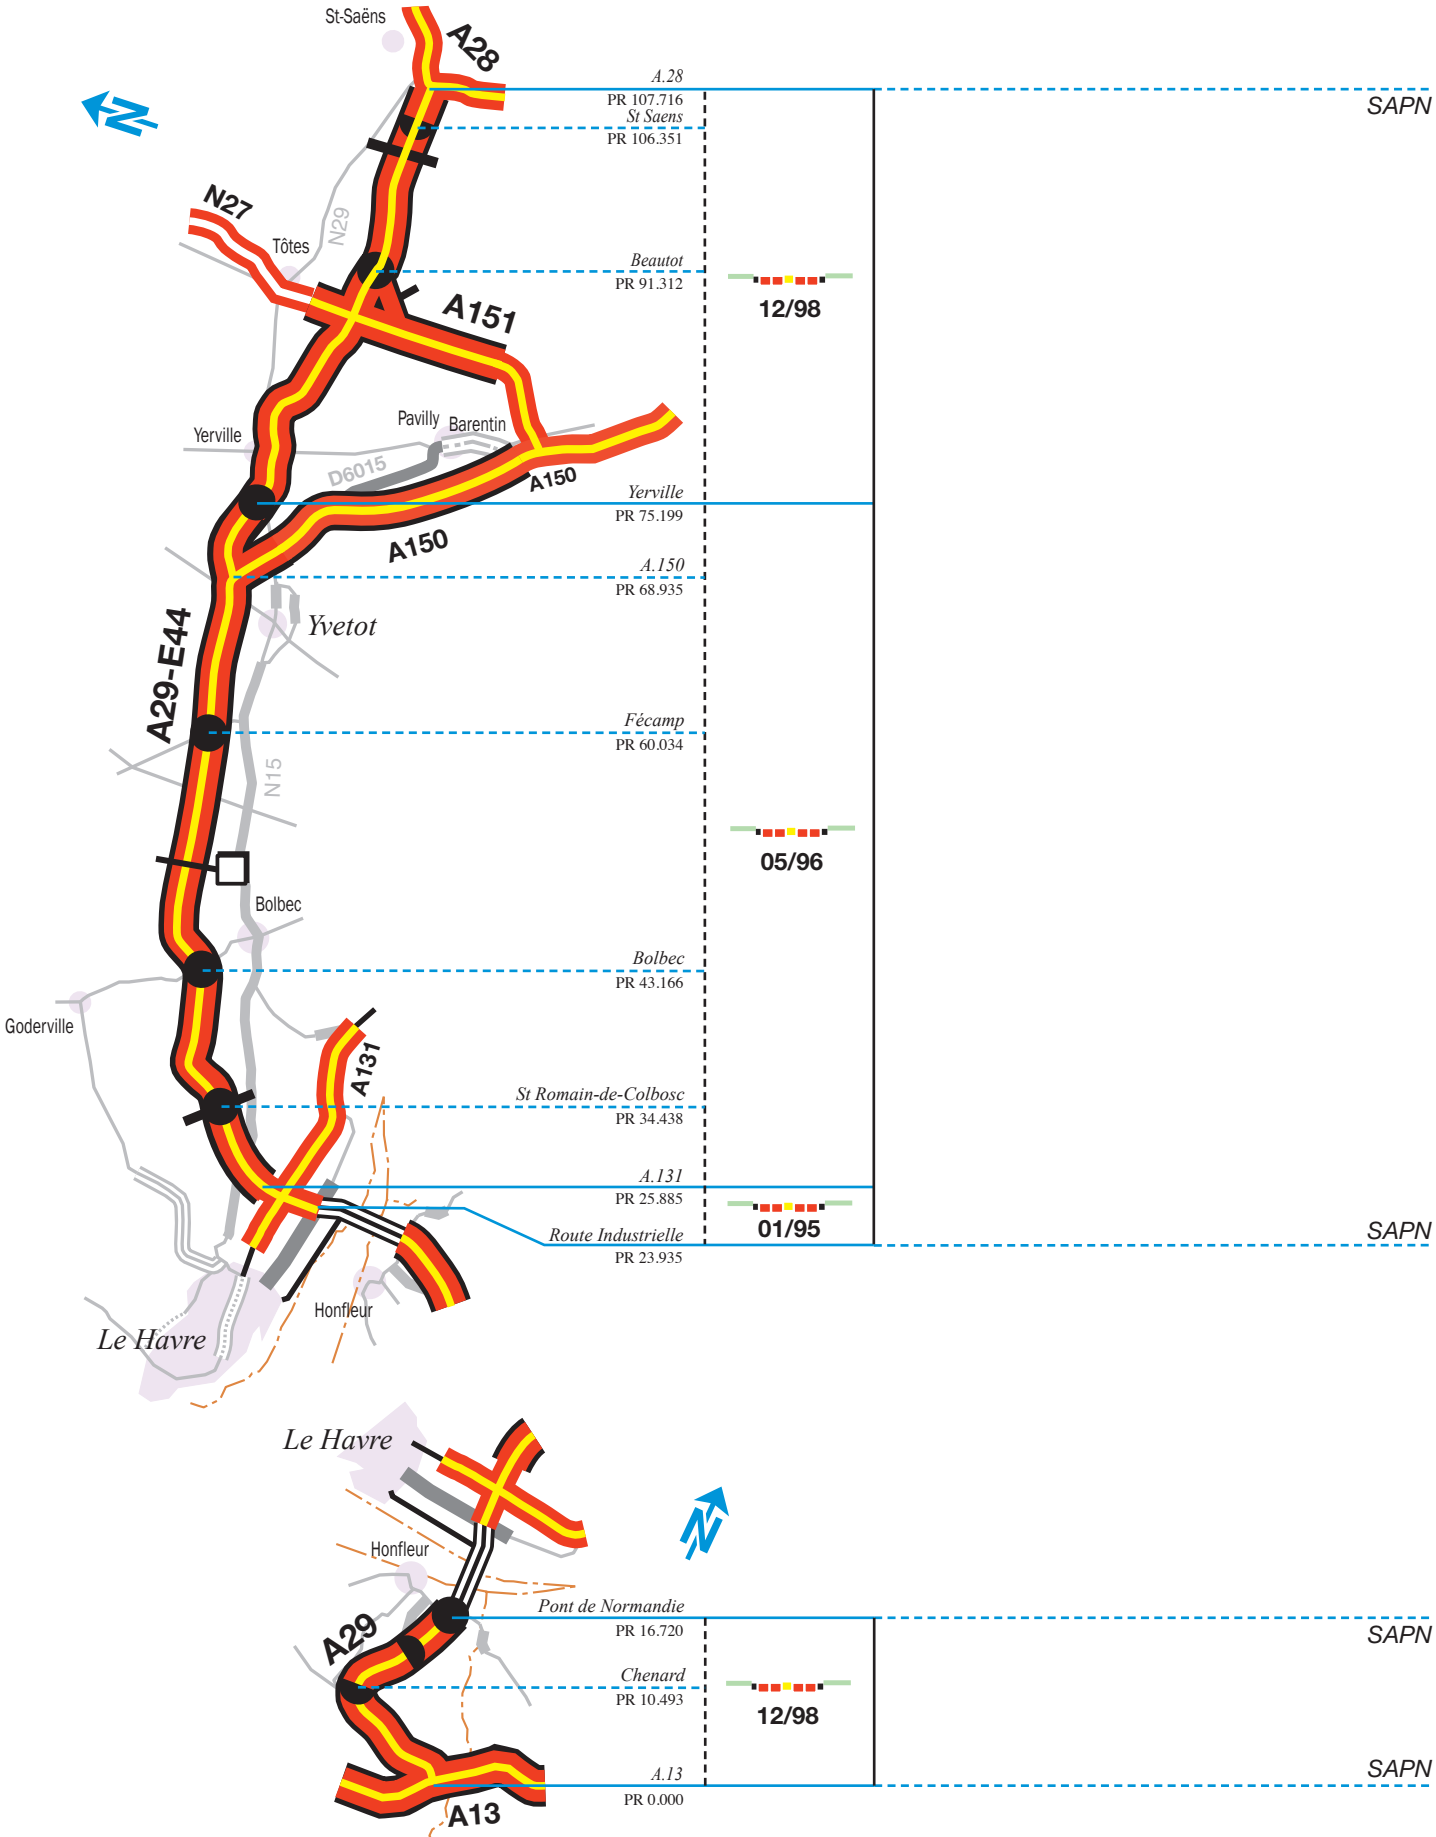 St-Saëns
A28
A.28
PR 107.716
SAPN
N
St Saens
PR 106.351
N27
N29
Tôtes
Beautot
PR 91.312
12/98
A151
Pavilly
Barentin
Yerville
D6015
A150
Yerville
PR 75.199
A150
A.150
PR 68.935
Yvetot
A29-E44
Fécamp
PR 60.034
N15
05/96
Bolbec
Bolbec
PR 43.166
Goderville
A131
St Romain-de-Colbosc
PR 34.438
A.131
PR 25.885
01/95
Route Industrielle
PR 23.935
SAPN
Honfleur
Le Havre
Le Havre
N
Honfleur
Pont de Normandie
PR 16.720
SAPN
A29
Chenard
PR 10.493
12/98
A.13
PR 0.000
SAPN
A13